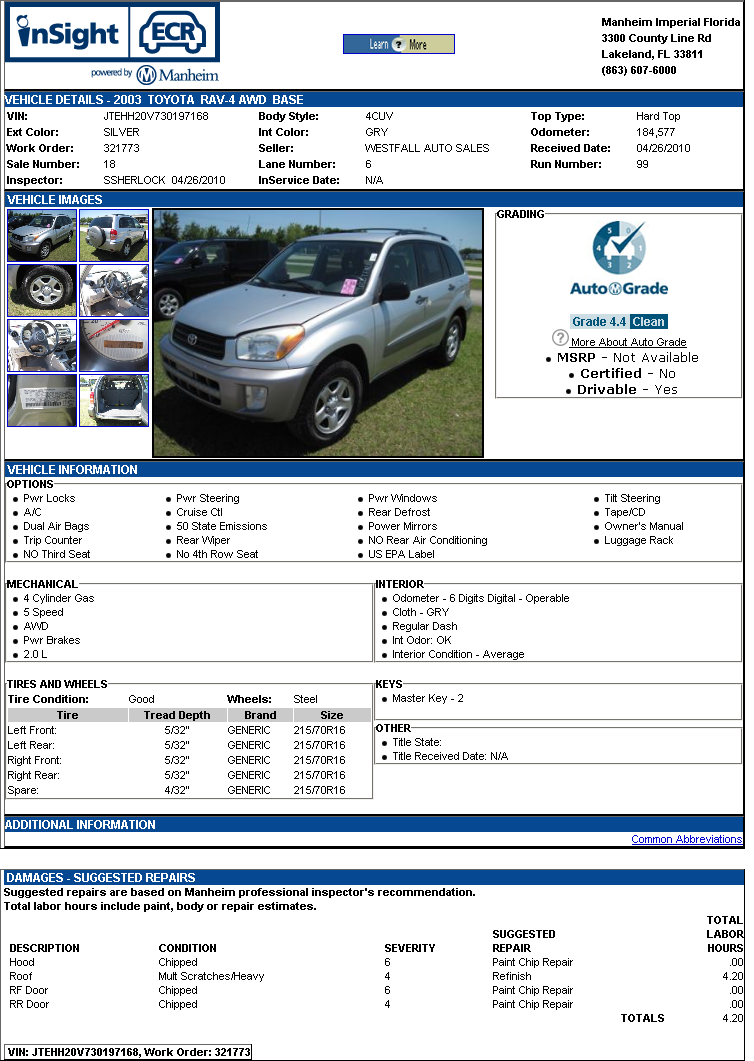 inSight ECR
powered by Manheim
Learn ? More
Manheim Imperial Florida
3300 County Line Rd
Lakeland, FL 33811
(863) 607-6000
VEHICLE DETAILS - 2003 TOYOTA RAV-4 AWD BASE
VIN: JTEHH20V730197168 Body Style: 4CUV Top Type: Hard Top
Ext Color: SILVER Int Color: GRY Odometer: 184,577
Work Order: 321773 Seller: WESTFALL AUTO SALES Received Date: 04/26/2010
Sale Number: 18 Lane Number: 6 Run Number: 99
Inspector: SSHERLOCK 04/26/2010 InService Date: N/A
VEHICLE IMAGES
GRADING
5 4 3 2 1 0
AutoGrade
Grade 4.4 Clean
? More About Auto Grade
• MSRP - Not Available
• Certified - No
• Drivable - Yes
VEHICLE INFORMATION
OPTIONS
• Pwr Locks • Pwr Steering • Pwr Windows • Tilt Steering
• A/C • Cruise Ctl • Rear Defrost • Tape/CD
• Dual Air Bags • 50 State Emissions • Power Mirrors • Owner's Manual
• Trip Counter • Rear Wiper • NO Rear Air Conditioning • Luggage Rack
• NO Third Seat • No 4th Row Seat • US EPA Label
MECHANICAL
• 4 Cylinder Gas
• 5 Speed
• AWD
• Pwr Brakes
• 2.0 L
INTERIOR
• Odometer - 6 Digits Digital - Operable
• Cloth - GRY
• Regular Dash
• Int Odor: OK
• Interior Condition - Average
TIRES AND WHEELS
Tire Condition: Good Wheels: Steel
Tire Tread Depth Brand Size
Left Front: 5/32" GENERIC 215/70R16
Left Rear: 5/32" GENERIC 215/70R16
Right Front: 5/32" GENERIC 215/70R16
Right Rear: 5/32" GENERIC 215/70R16
Spare: 4/32" GENERIC 215/70R16
KEYS
• Master Key - 2
OTHER
• Title State:
• Title Received Date: N/A
ADDITIONAL INFORMATION
Common Abbreviations
DAMAGES - SUGGESTED REPAIRS
Suggested repairs are based on Manheim professional inspector's recommendation.
Total labor hours include paint, body or repair estimates.
DESCRIPTION CONDITION SEVERITY SUGGESTED REPAIR TOTAL LABOR HOURS
Hood Chipped 6 Paint Chip Repair .00
Roof Mult Scratches/Heavy 4 Refinish 4.20
RF Door Chipped 6 Paint Chip Repair .00
RR Door Chipped 4 Paint Chip Repair .00
TOTALS 4.20
VIN: JTEHH20V730197168, Work Order: 321773